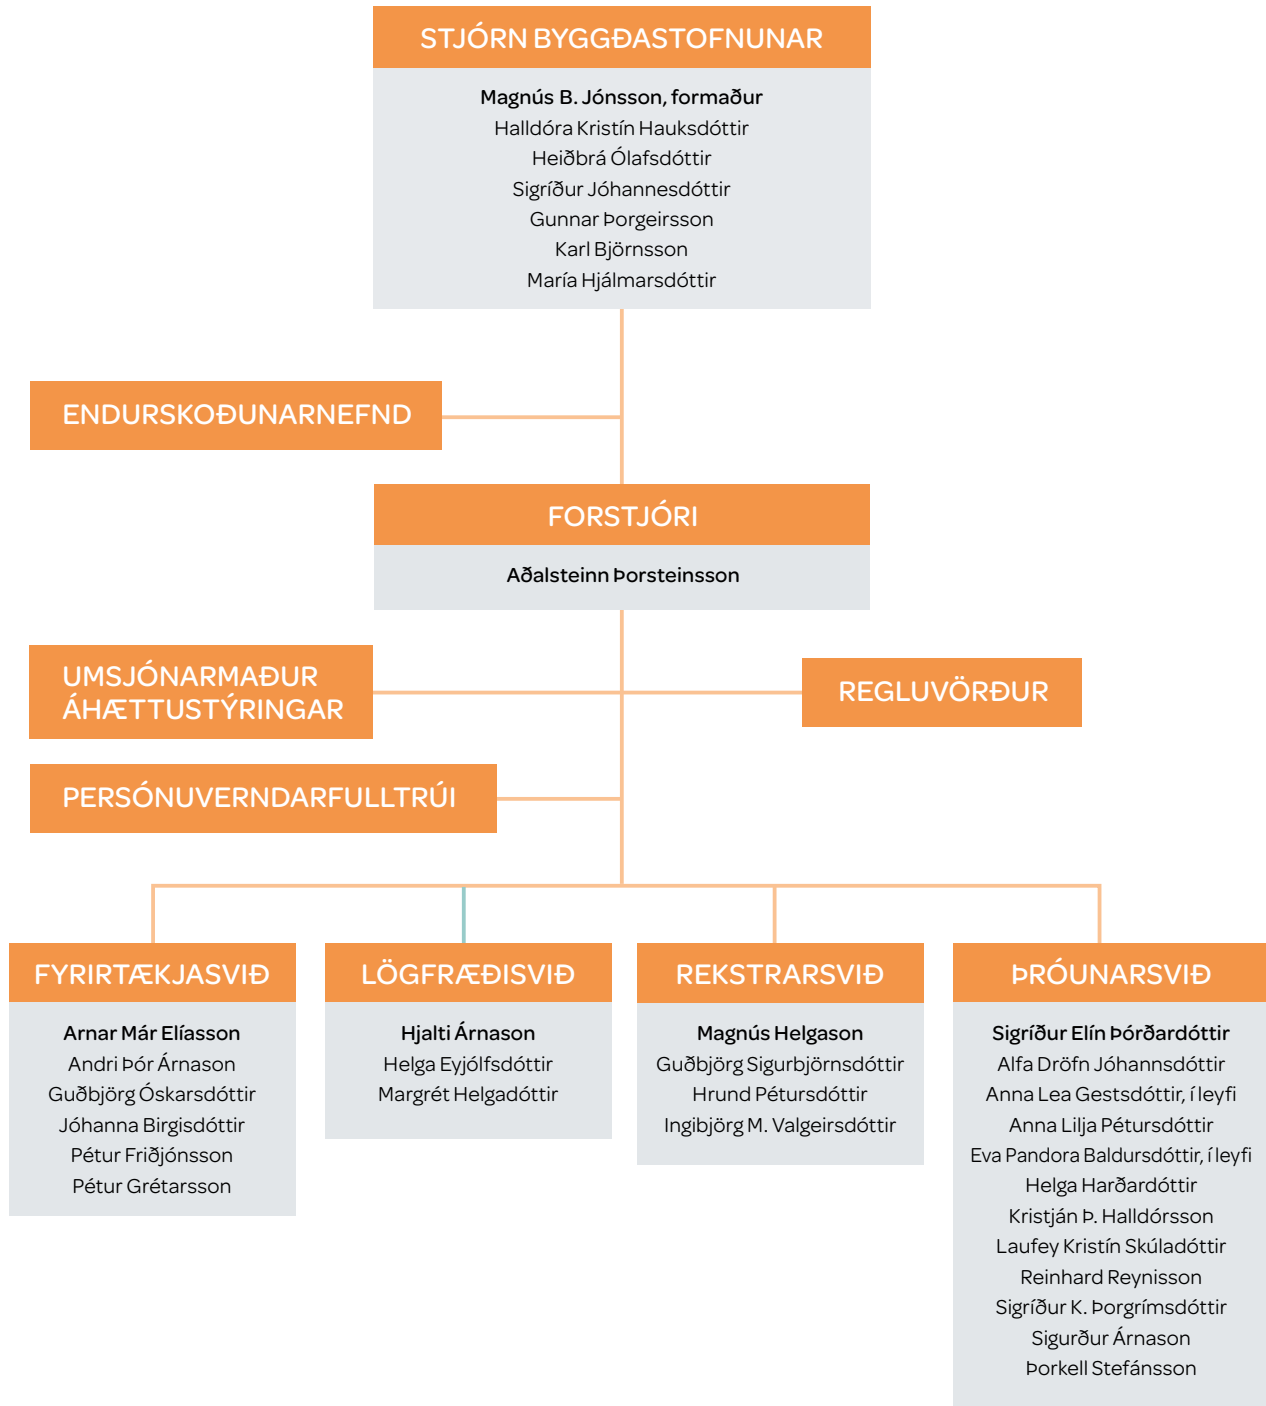 STJÓRN BYGGÐASTOFNUNAR
Magnús B. Jónsson, formaður
Halldóra Kristín Hauksdóttir
Heiðbrá Ólafsdóttir
Sigríður Jóhannesdóttir
Gunnar Þorgeirsson
Karl Björnsson
María Hjálmarsdóttir
ENDURSKOÐUNARNEFND
FORSTJÓRI
Aðalsteinn Þorsteinsson
UMSJÓNARMAÐUR
ÁHÆTTUSTÝRINGAR
REGLUVÖRÐUR
PERSÓNUVERNDARFULLTRÚI
FYRIRTÆKJASVIÐ
Arnar Már Elíasson
Andri Þór Árnason
Guðbjörg Óskarsdóttir
Jóhanna Birgisdóttir
Pétur Friðjónsson
Pétur Grétarsson
LÖGFRÆÐISVIÐ
Hjalti Árnason
Helga Eyjólfsdóttir
Margrét Helgadóttir
REKSTRARSVIÐ
Magnús Helgason
Guðbjörg Sigurbjörnsdóttir
Hrund Pétursdóttir
Ingibjörg M. Valgeirsdóttir
ÞRÓUNARSVIÐ
Sigríður Elín Þórðardóttir
Alfa Dröfn Jóhannsdóttir
Anna Lea Gestsdóttir, í leyfi
Anna Lilja Pétursdóttir
Eva Pandora Baldursdóttir, í leyfi
Helga Harðardóttir
Kristján Þ. Halldórsson
Laufey Kristín Skúladóttir
Reinhard Reynisson
Sigríður K. Þorgrímsdóttir
Sigurður Árnason
Þorkell Stefánsson